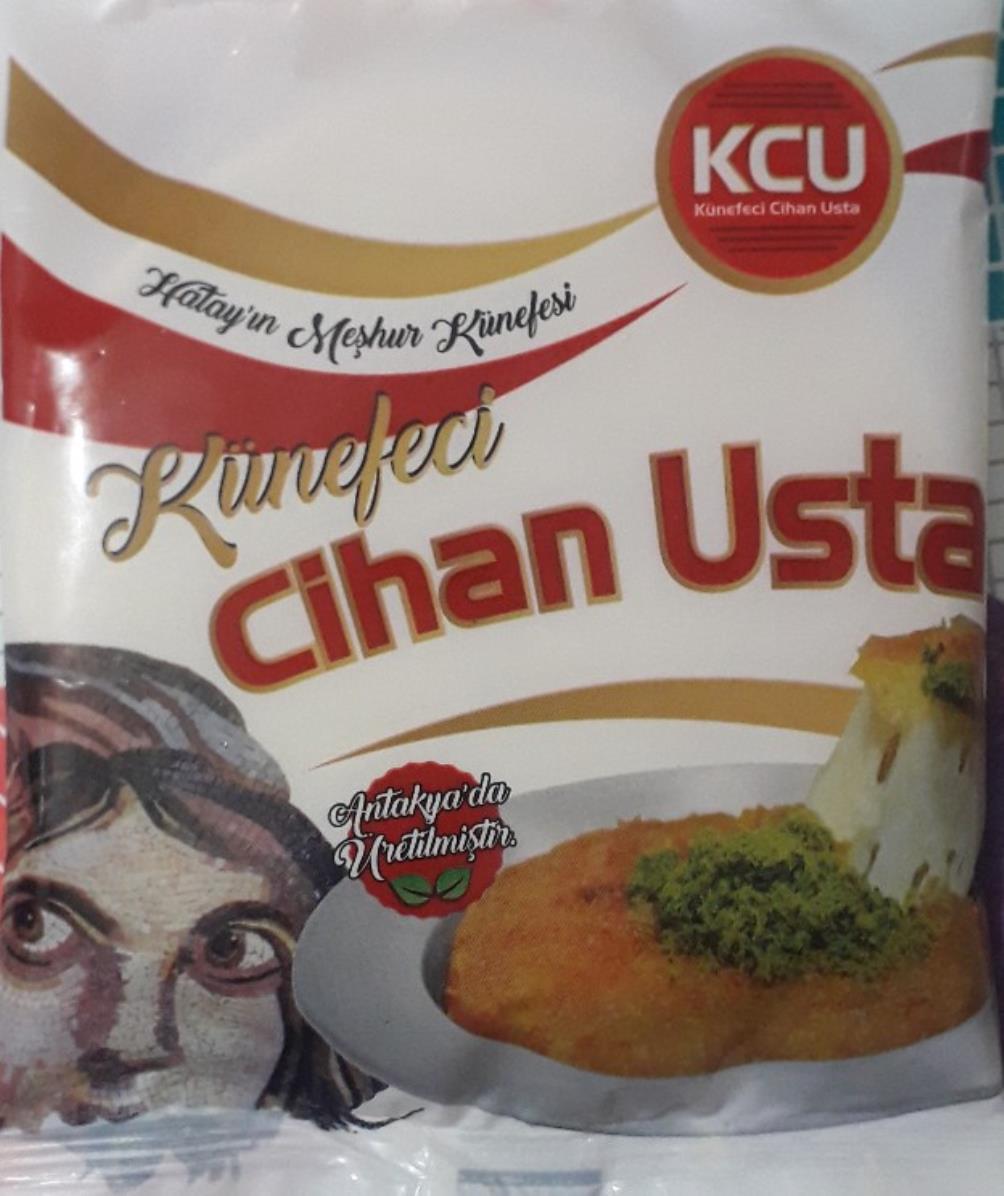 KCU
Künefeci Cihan Usta
Hatay'ın Meşhur Künefesi
Künefeci
Cihan Usta
Antakya'da
Üretilmiştir.